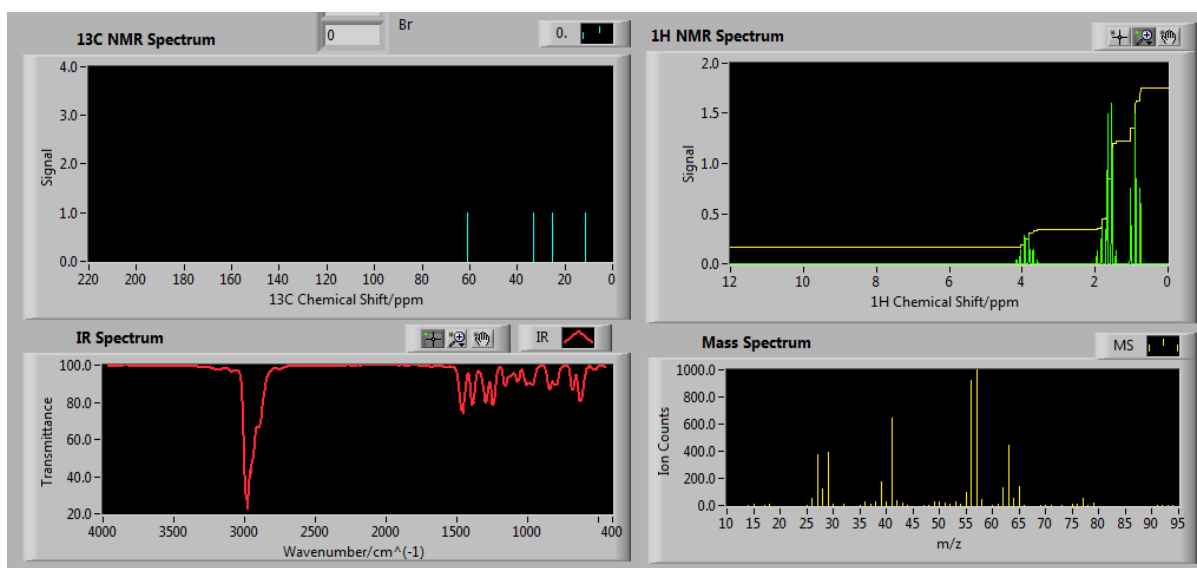 13C NMR Spectrum
0
Br
0.
4.0
3.0
2.0
1.0
0.0
Signal
220 200 180 160 140 120 100 80 60 40 20 0
13C Chemical Shift/ppm
1H NMR Spectrum
2.0
1.5
1.0
0.5
0.0
Signal
12 10 8 6 4 2 0
1H Chemical Shift/ppm
IR Spectrum
IR
100.0
80.0
60.0
40.0
20.0
Transmittance
4000 3000 2000 1500 1000 400
Wavenumber/cm^(-1)
Mass Spectrum
MS
1000.0
800.0
600.0
400.0
200.0
0.0
Ion Counts
10 15 20 25 30 35 40 45 50 55 60 65 70 75 80 85 90 95
m/z